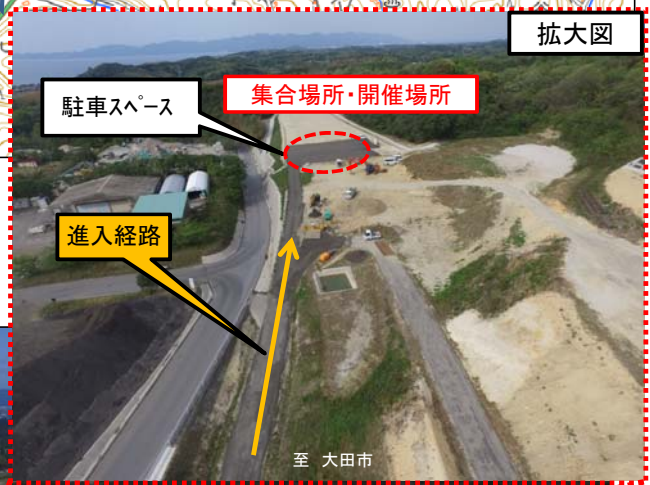 拡大図
集合場所・開催場所
駐車スペース
進入経路
至 大田市